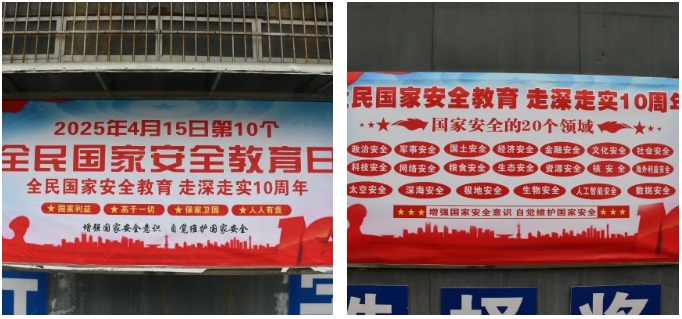 2025年4月15日第10个
全民国家安全教育日
全民国家安全教育 走深走实10周年
★国家利益 ★高于一切 ★保家卫国 ★人人有责
增强国家安全意识 自觉维护国家安全
全民国家安全教育 走深走实10周年
国家安全的20个领域
政治安全 军事安全 国土安全 经济安全 金融安全 文化安全 社会安全
科技安全 网络安全 粮食安全 生态安全 资源安全 核安全 海外利益安全
太空安全 深海安全 极地安全 生物安全 人工智能安全 数据安全
★★★增强国家安全意识 自觉维护国家安全★★★